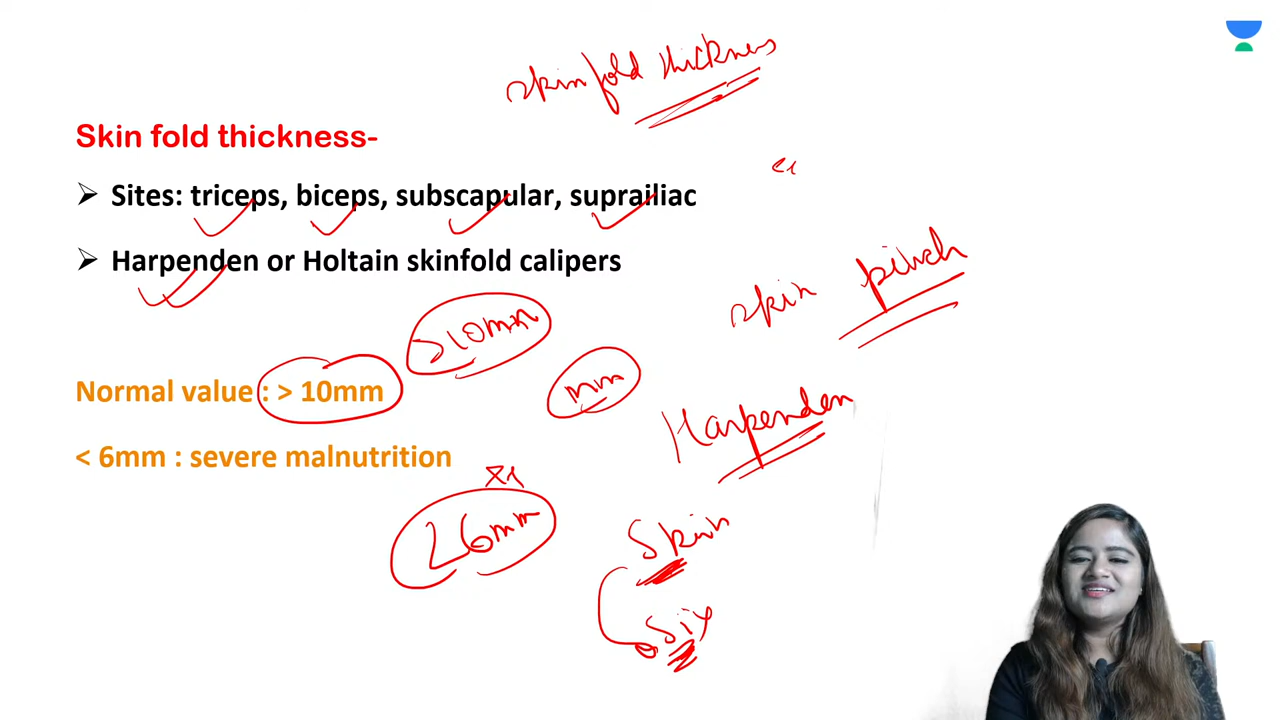 skinfold thickness
Skin fold thickness-
➢ Sites: triceps, biceps, subscapular, suprailiac
➢ Harpenden or Holtain skinfold calipers
skin pinch
>10mm
mm
Normal value : > 10mm
Harpenden
< 6mm : severe malnutrition
<6mm
Skin
Six